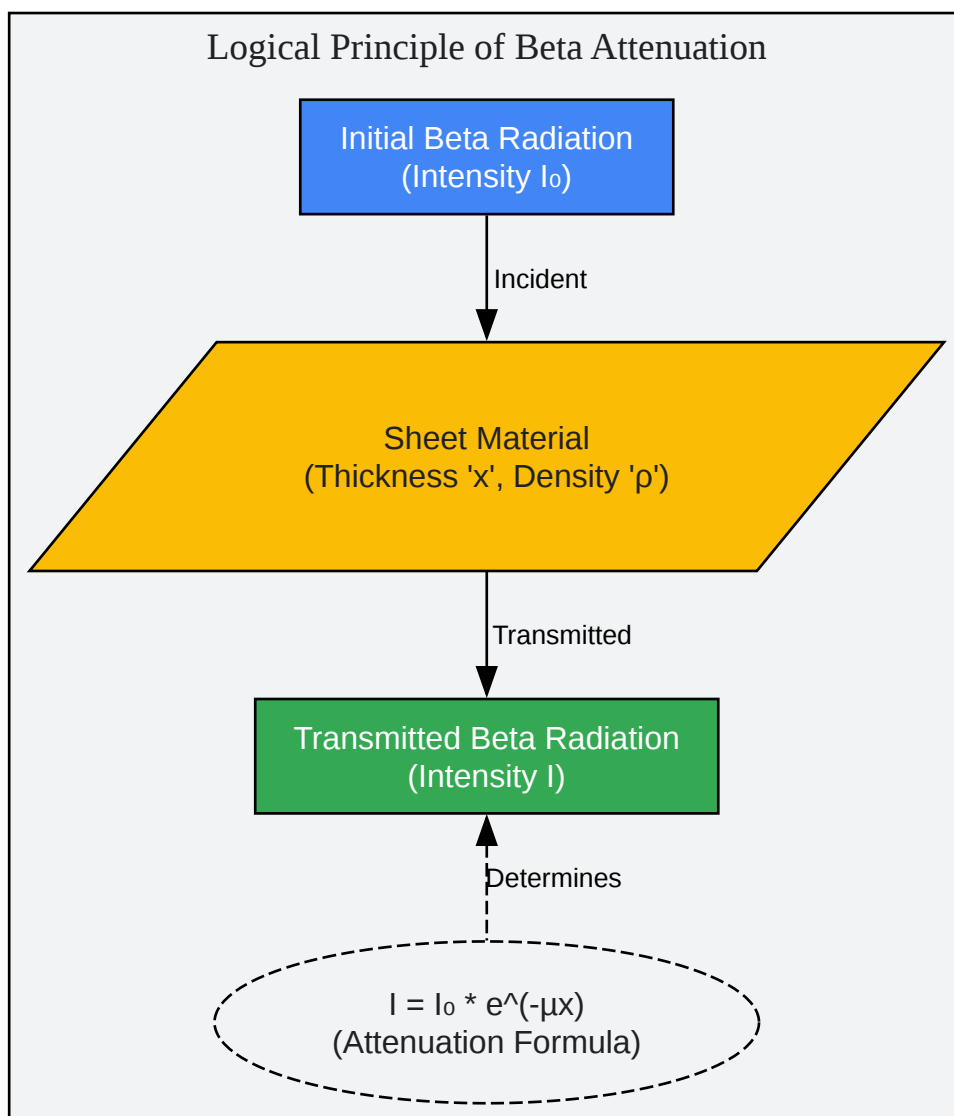 Logical Principle of Beta Attenuation
Initial Beta Radiation
(Intensity I₀)
Incident
Sheet Material
(Thickness 'x', Density 'ρ')
Transmitted
Transmitted Beta Radiation
(Intensity I)
Determines
I = I₀ * e^(-μx)
(Attenuation Formula)